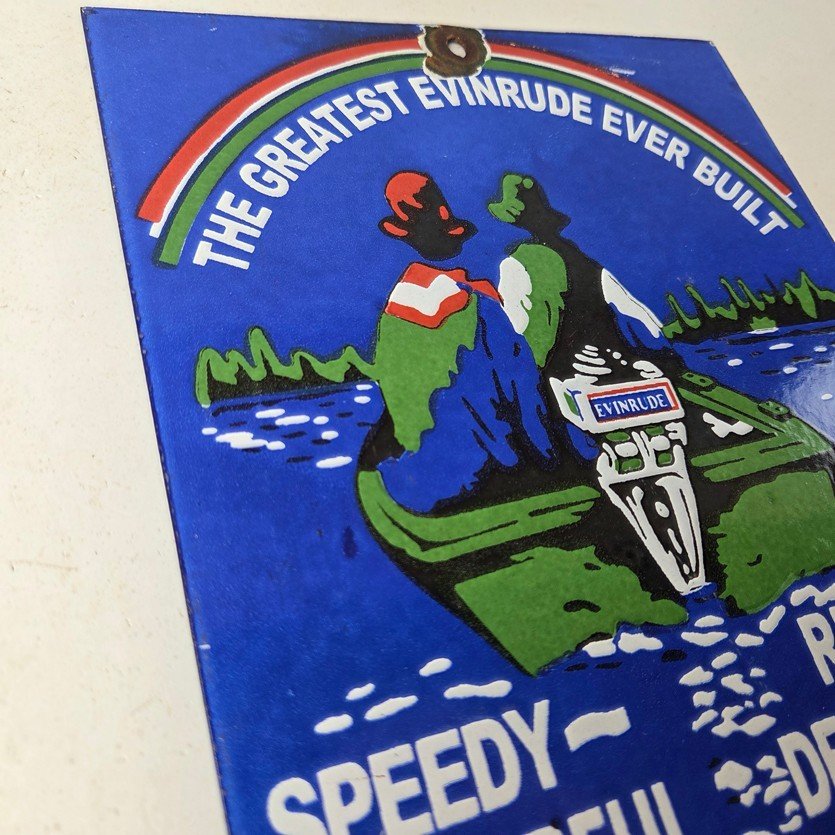 THE GREATEST EVINRUDE EVER BUILT
EVINRUDE
SPEEDY-